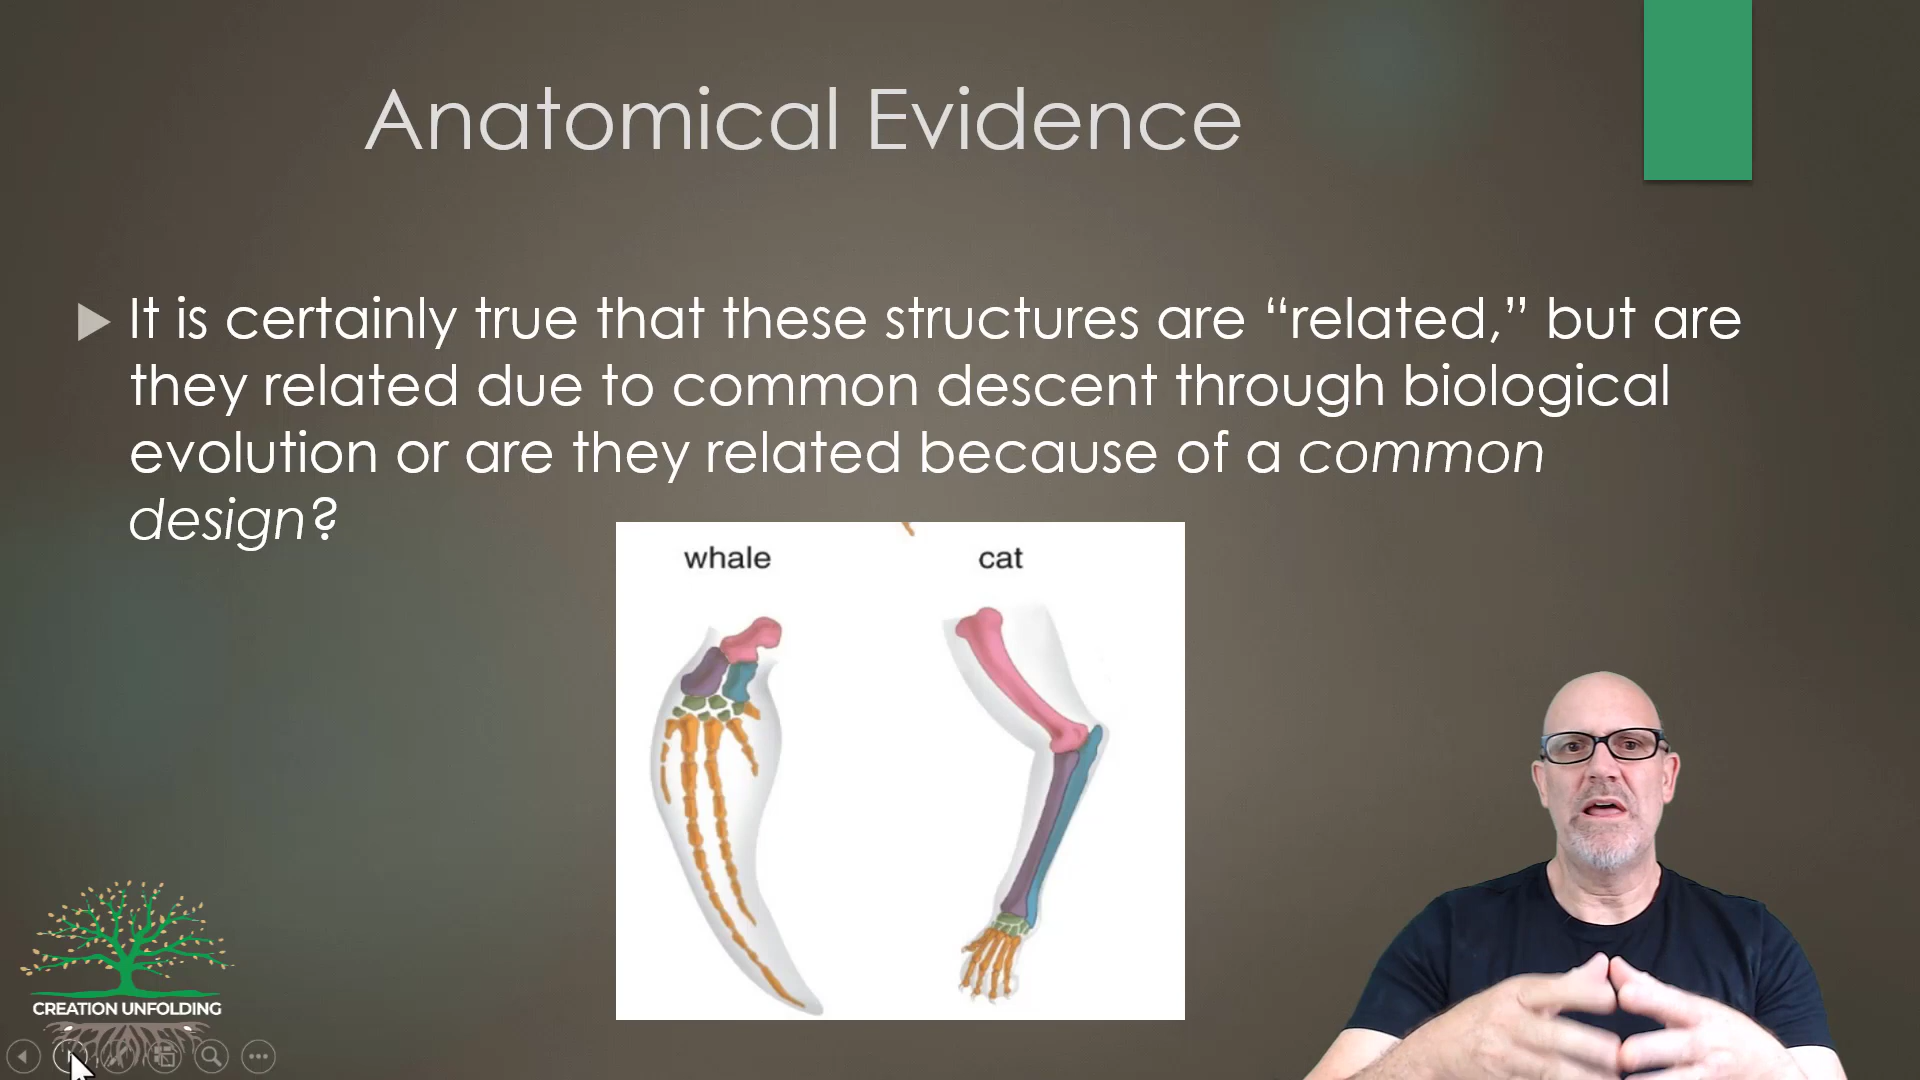 Anatomical Evidence
It is certainly true that these structures are “related,” but are
they related due to common descent through biological
evolution or are they related because of a common
design?
whale cat
CREATION UNFOLDING